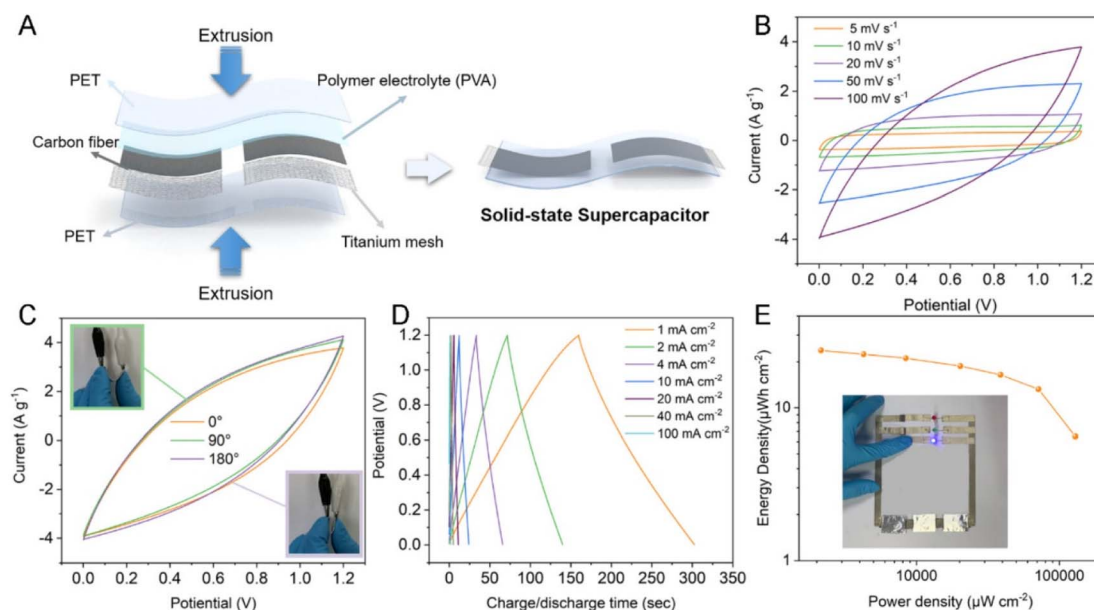 A
Extrusion
PET
Polymer electrolyte (PVA)
Carbon fiber
Solid-state Supercapacitor
PET
Titanium mesh
Extrusion
B
5 mV s⁻¹
10 mV s⁻¹
20 mV s⁻¹
50 mV s⁻¹
100 mV s⁻¹
4
2
0
-2
-4
Current (A g⁻¹)
0.0 0.2 0.4 0.6 0.8 1.0 1.2
Potiential (V)
C
4
2
0
-2
-4
Current (A g⁻¹)
0°
90°
180°
0.0 0.2 0.4 0.6 0.8 1.0 1.2
Potiential (V)
D
1.2
1.0
0.8
0.6
0.4
0.2
0.0
Potiential (V)
1 mA cm⁻²
2 mA cm⁻²
4 mA cm⁻²
10 mA cm⁻²
20 mA cm⁻²
40 mA cm⁻²
100 mA cm⁻²
0 50 100 150 200 250 300 350
Charge/discharge time (sec)
E
10
1
Energy Density(μWh cm⁻²)
10000 100000
Power density (μW cm⁻²)